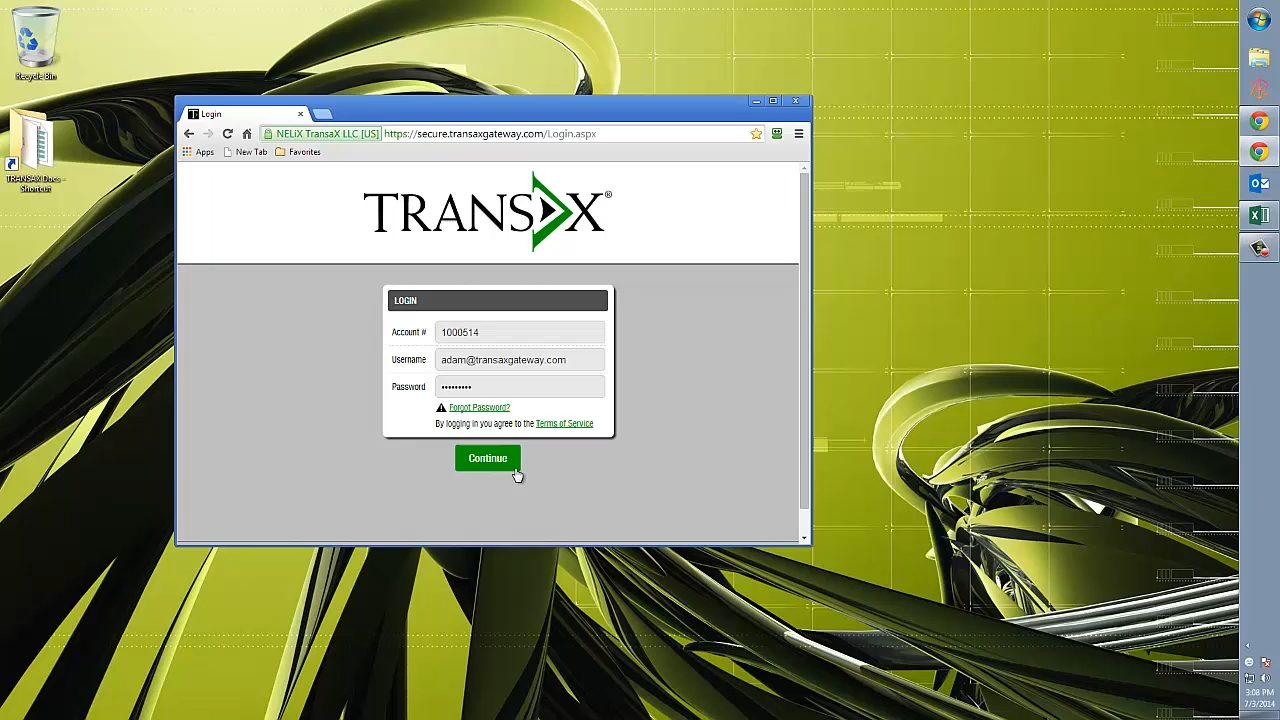 Recycle Bin
TRANSAX Docs - Shortcut
Login
NELiX TransaX LLC [US] https://secure.transaxgateway.com/Login.aspx
Apps New Tab Favorites
TRANSAX®
LOGIN
Account # 1000514
Username adam@transaxgateway.com
Password •••••••••
Forgot Password?
By logging in you agree to the Terms of Service
Continue
3:08 PM
7/3/2014